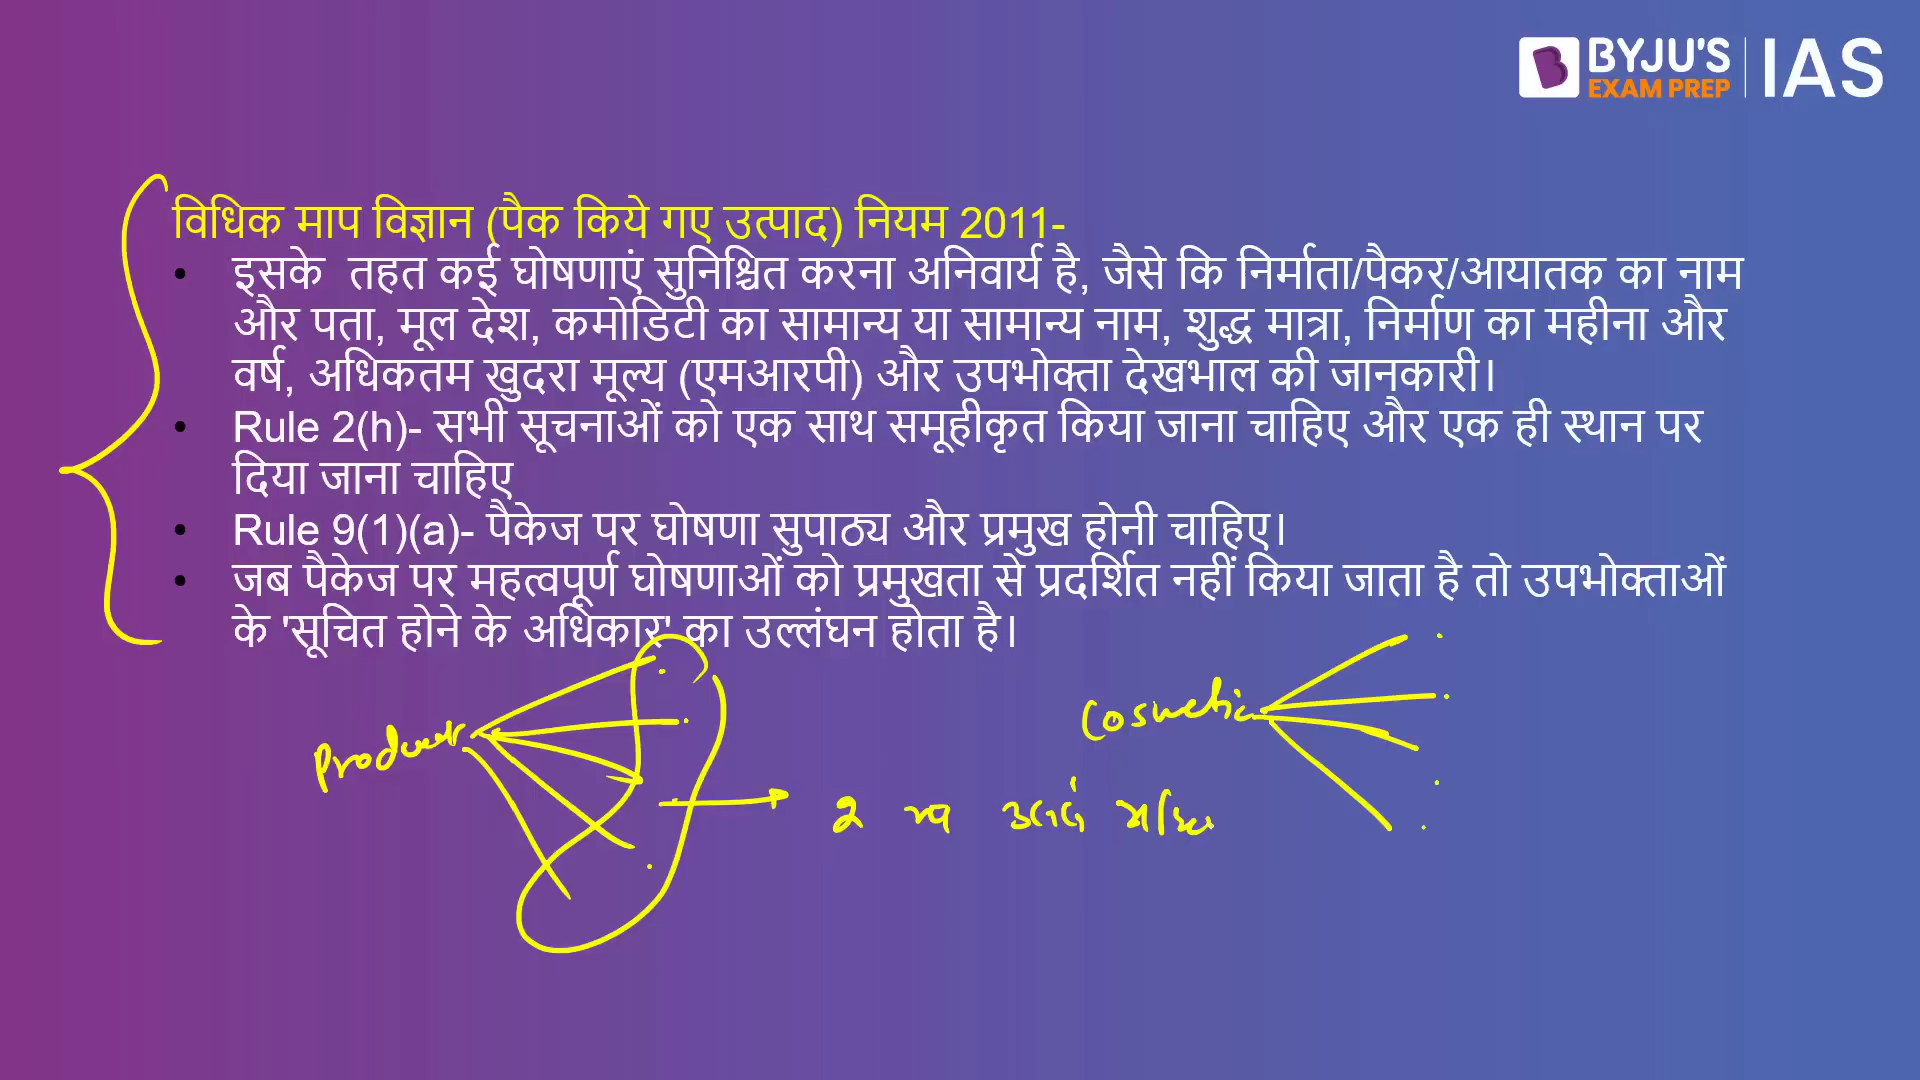 BYJU'S
EXAM PREP
IAS
विधिक माप विज्ञान (पैक किये गए उत्पाद) नियम 2011-
• इसके तहत कई घोषणाएं सुनिश्चित करना अनिवार्य है, जैसे कि निर्माता/पैकर/आयातक का नाम
और पता, मूल देश, कमोडिटी का सामान्य या सामान्य नाम, शुद्ध मात्रा, निर्माण का महीना और
वर्ष, अधिकतम खुदरा मूल्य (एमआरपी) और उपभोक्ता देखभाल की जानकारी।
• Rule 2(h)- सभी सूचनाओं को एक साथ समूहीकृत किया जाना चाहिए और एक ही स्थान पर
दिया जाना चाहिए
• Rule 9(1)(a)- पैकेज पर घोषणा सुपाठ्य और प्रमुख होनी चाहिए।
• जब पैकेज पर महत्वपूर्ण घोषणाओं को प्रमुखता से प्रदर्शित नहीं किया जाता है तो उपभोक्ताओं
के 'सूचित होने के अधिकार' का उल्लंघन होता है।
Product
Cosmetic
2